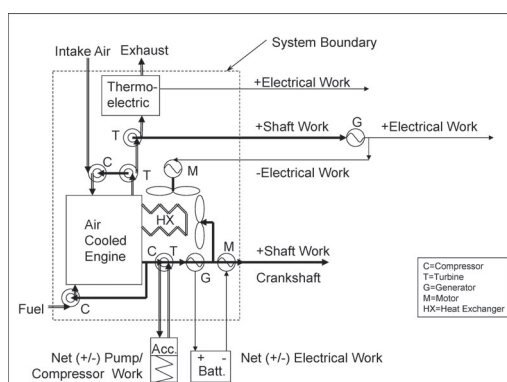 Intake Air
Exhaust
System Boundary
Thermo-
electric
+Electrical Work
T
+Shaft Work
G
+Electrical Work
C
T
M
-Electrical Work
Air
Cooled
Engine
HX
C
T
M
+Shaft Work
G
Crankshaft
Fuel
C
C=Compressor
T=Turbine
G=Generator
M=Motor
HX=Heat Exchanger
Net (+/-) Pump/
Compressor Work
Acc.
+ -
Batt.
Net (+/-) Electrical Work